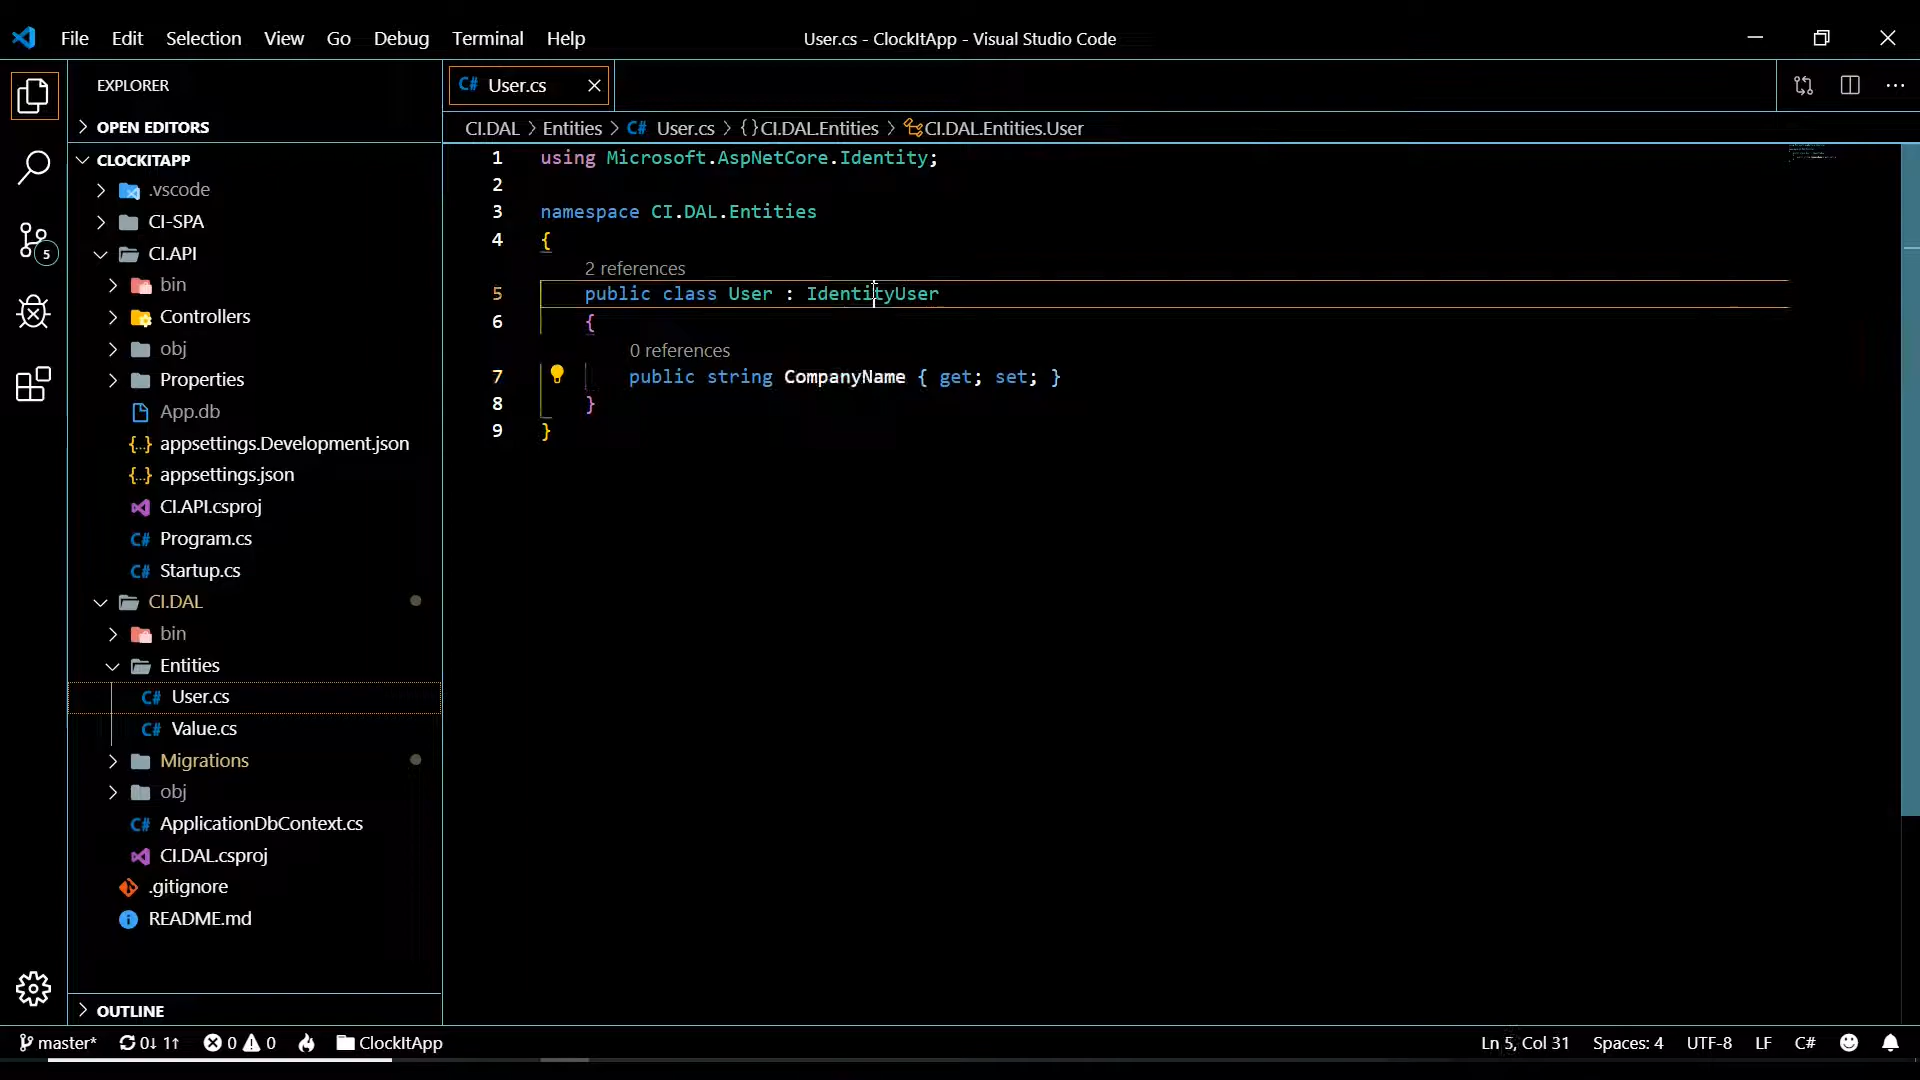 File Edit Selection View Go Debug Terminal Help
User.cs - ClockItApp - Visual Studio Code
EXPLORER
OPEN EDITORS
CLOCKITAPP
.vscode
CI-SPA
CI.API
bin
Controllers
obj
Properties
App.db
{..} appsettings.Development.json
{..} appsettings.json
CI.API.csproj
C# Program.cs
C# Startup.cs
CI.DAL
bin
Entities
C# User.cs
C# Value.cs
Migrations
obj
C# ApplicationDbContext.cs
CI.DAL.csproj
.gitignore
README.md
OUTLINE
5
C# User.cs
CI.DAL > Entities > C# User.cs > {} CI.DAL.Entities > CI.DAL.Entities.User
1 using Microsoft.AspNetCore.Identity;
2
3 namespace CI.DAL.Entities
4 {
2 references
5 public class User : IdentityUser
6 {
0 references
7 public string CompanyName { get; set; }
8 }
9 }
master* 0↓ 1↑ 0 0 ClockItApp
Ln 5, Col 31 Spaces: 4 UTF-8 LF C#